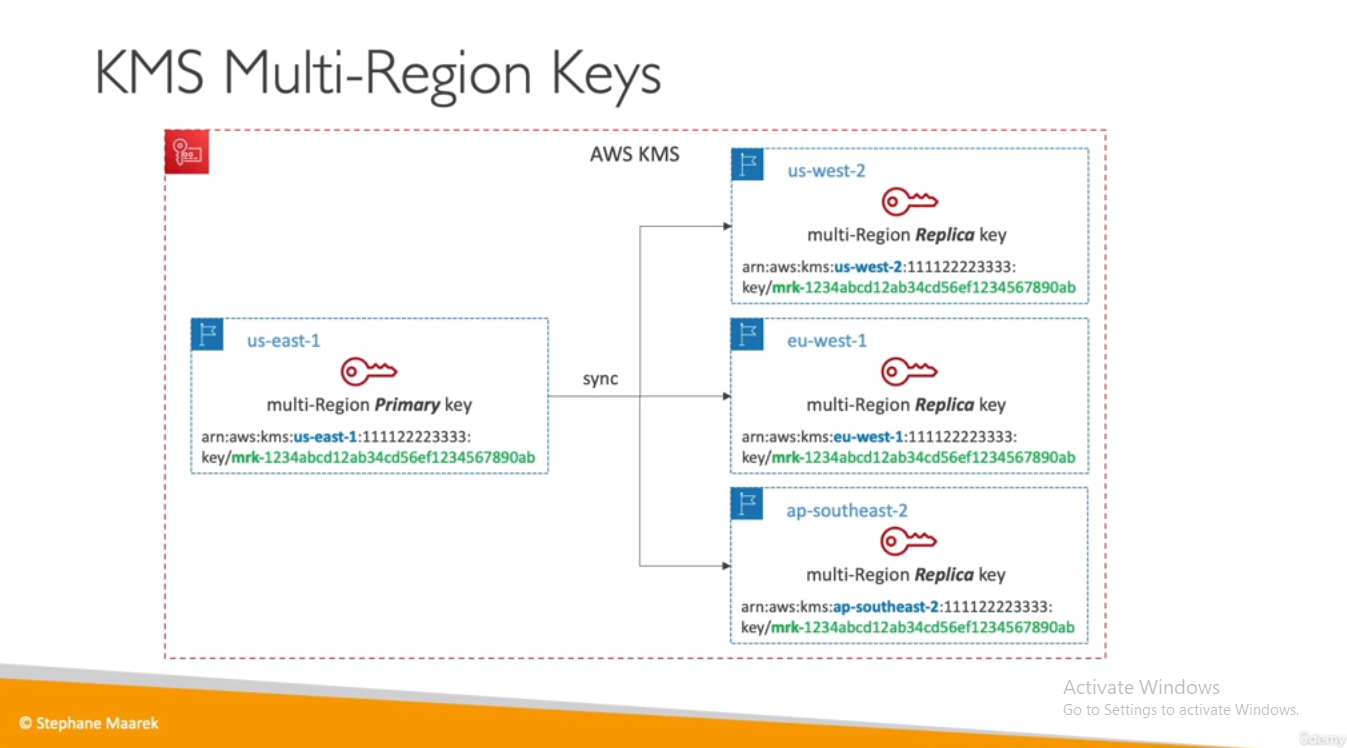 KMS Multi-Region Keys
AWS KMS
us-east-1
multi-Region Primary key
arn:aws:kms:us-east-1:111122223333:
key/mrk-1234abcd12ab34cd56ef1234567890ab
sync
us-west-2
multi-Region Replica key
arn:aws:kms:us-west-2:111122223333:
key/mrk-1234abcd12ab34cd56ef1234567890ab
eu-west-1
multi-Region Replica key
arn:aws:kms:eu-west-1:111122223333:
key/mrk-1234abcd12ab34cd56ef1234567890ab
ap-southeast-2
multi-Region Replica key
arn:aws:kms:ap-southeast-2:111122223333:
key/mrk-1234abcd12ab34cd56ef1234567890ab
Activate Windows
Go to Settings to activate Windows.
© Stephane Maarek
ûdemy